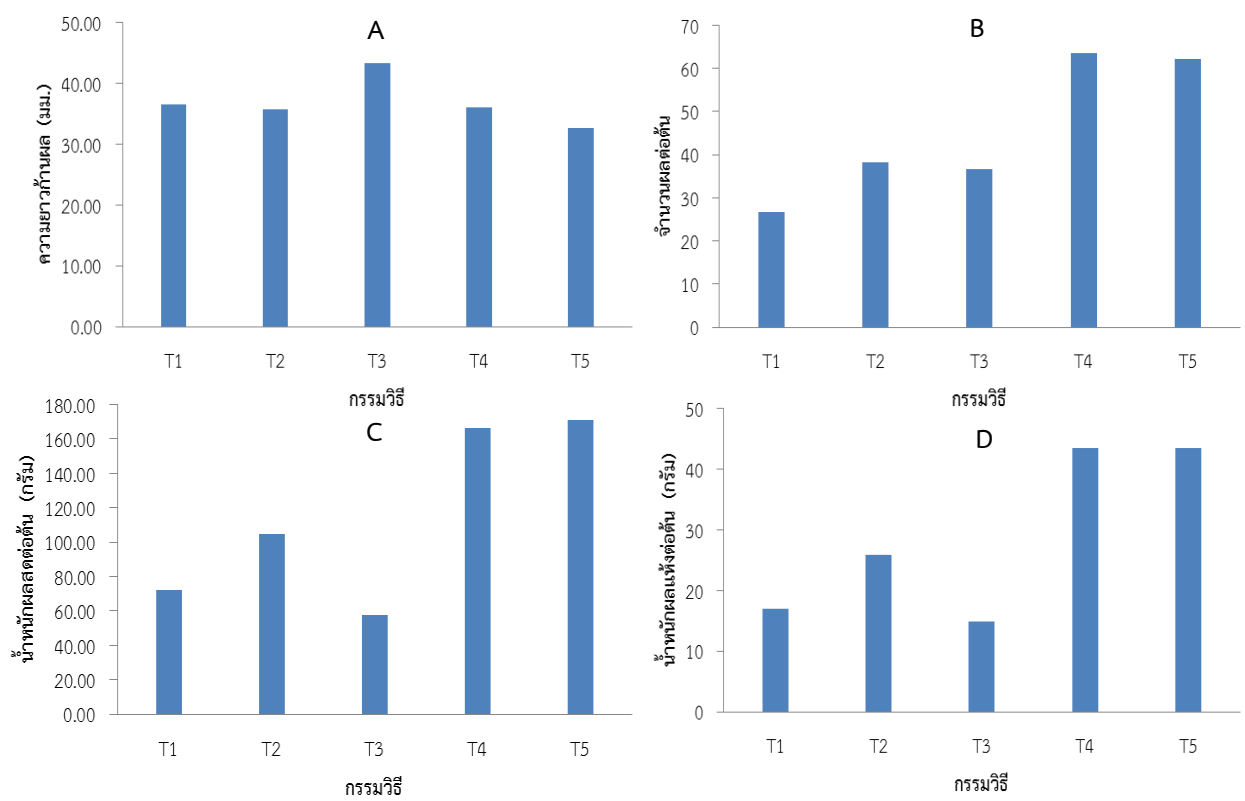 A
ความยาวก้านผล (มม.)
50.00
40.00
30.00
20.00
10.00
0.00
T1 T2 T3 T4 T5
กรรมวิธี
B
จำนวนผลต่อต้น
70
60
50
40
30
20
10
0
T1 T2 T3 T4 T5
กรรมวิธี
C
น้ำหนักผลสดต่อต้น (กรัม)
180.00
160.00
140.00
120.00
100.00
80.00
60.00
40.00
20.00
0.00
T1 T2 T3 T4 T5
กรรมวิธี
D
น้ำหนักผลแห้งต่อต้น (กรัม)
50
40
30
20
10
0
T1 T2 T3 T4 T5
กรรมวิธี